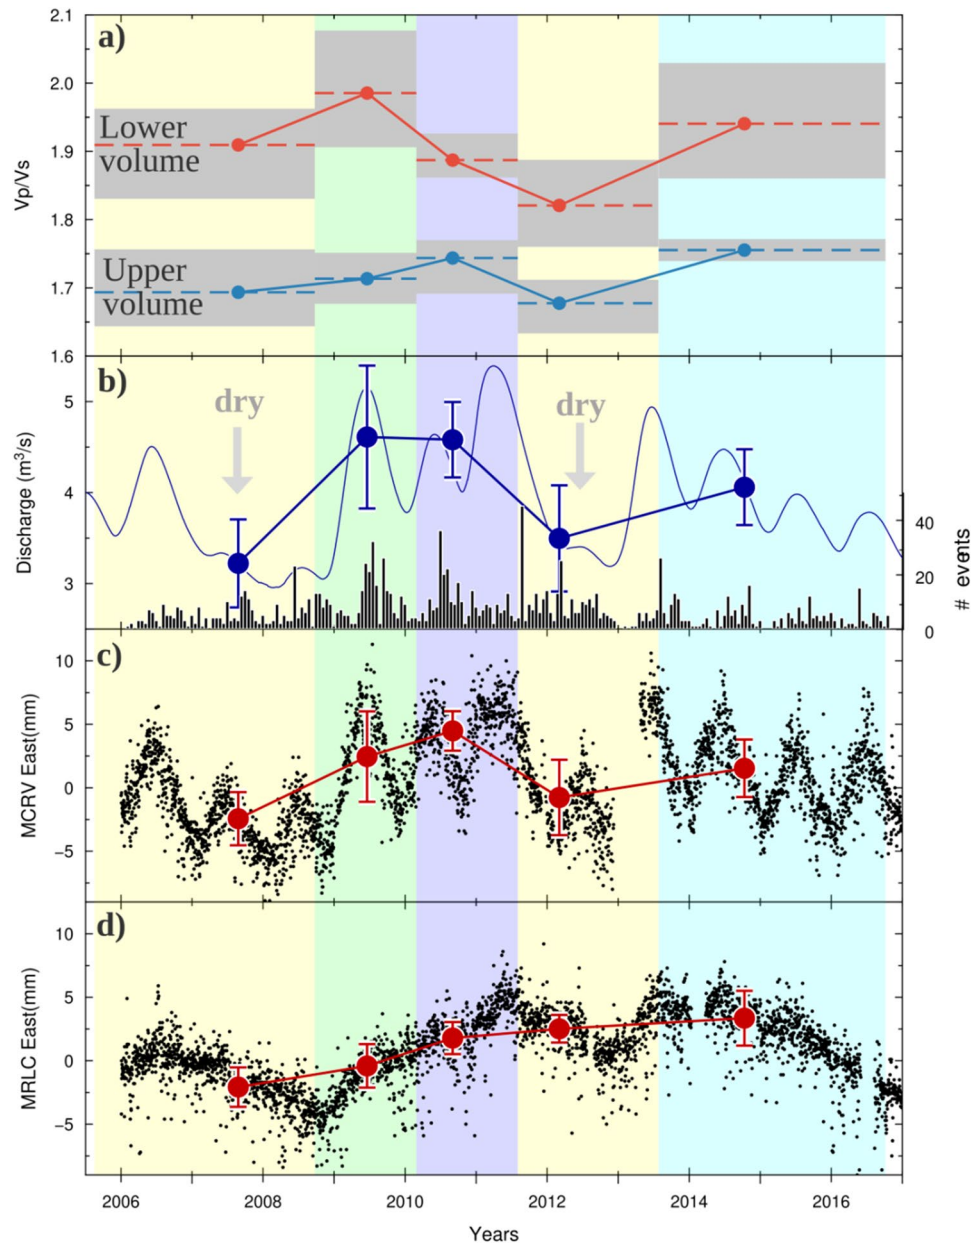 a)
2.1
2.0
1.9
1.8
1.7
1.6
Vp/Vs
Lower
volume
Upper
volume
b)
dry
dry
5
4
3
Discharge (m³/s)
40
20
0
# events
c)
10
5
0
−5
MCRV East(mm)
d)
10
5
0
−5
MRLC East(mm)
2006 2008 2010 2012 2014 2016
Years